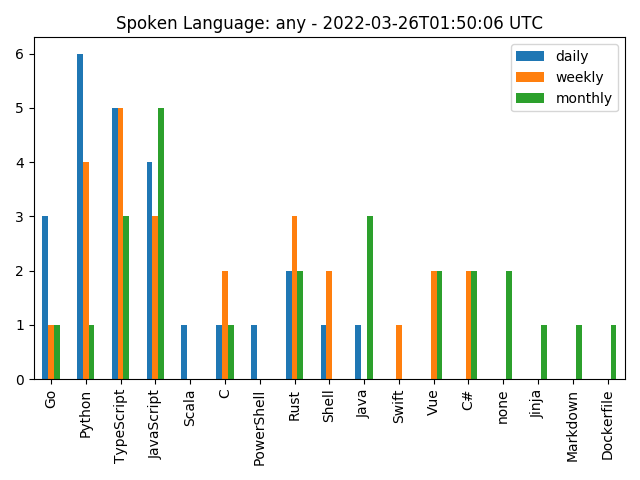 Spoken Language: any - 2022-03-26T01:50:06 UTC
daily
weekly
monthly
6
5
4
3
2
1
0
Go
Python
TypeScript
JavaScript
Scala
C
PowerShell
Rust
Shell
Java
Swift
Vue
C#
none
Jinja
Markdown
Dockerfile